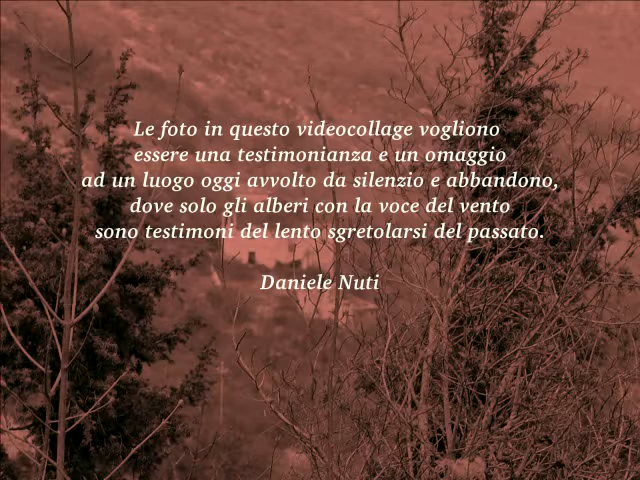 Le foto in questo videocollage vogliono
essere una testimonianza e un omaggio
ad un luogo oggi avvolto da silenzio e abbandono,
dove solo gli alberi con la voce del vento
sono testimoni del lento sgretolarsi del passato.
Daniele Nuti